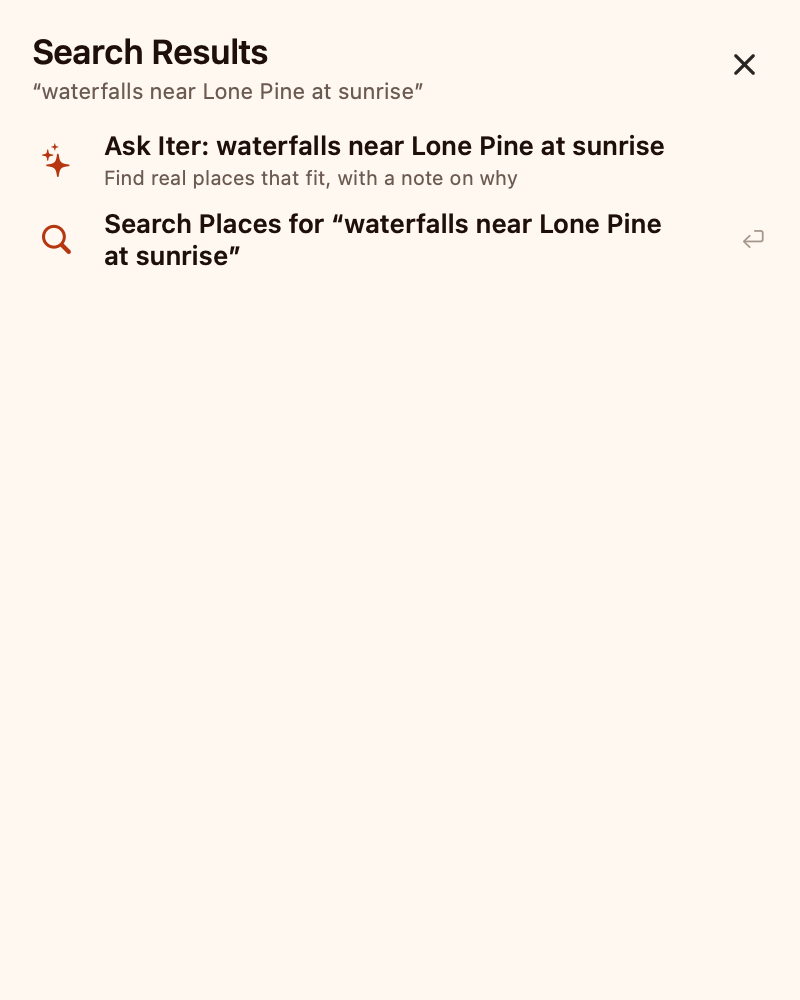 Search Results
“waterfalls near Lone Pine at sunrise”
Ask Iter: waterfalls near Lone Pine at sunrise
Find real places that fit, with a note on why
Search Places for “waterfalls near Lone Pine
at sunrise”